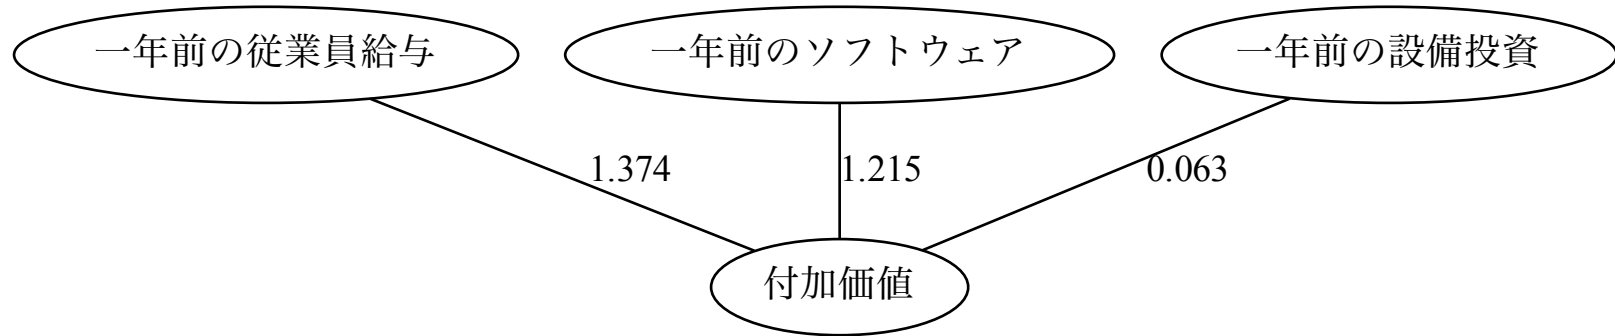 一年前の従業員給与
一年前のソフトウェア
一年前の設備投資
1.374
1.215
0.063
付加価値